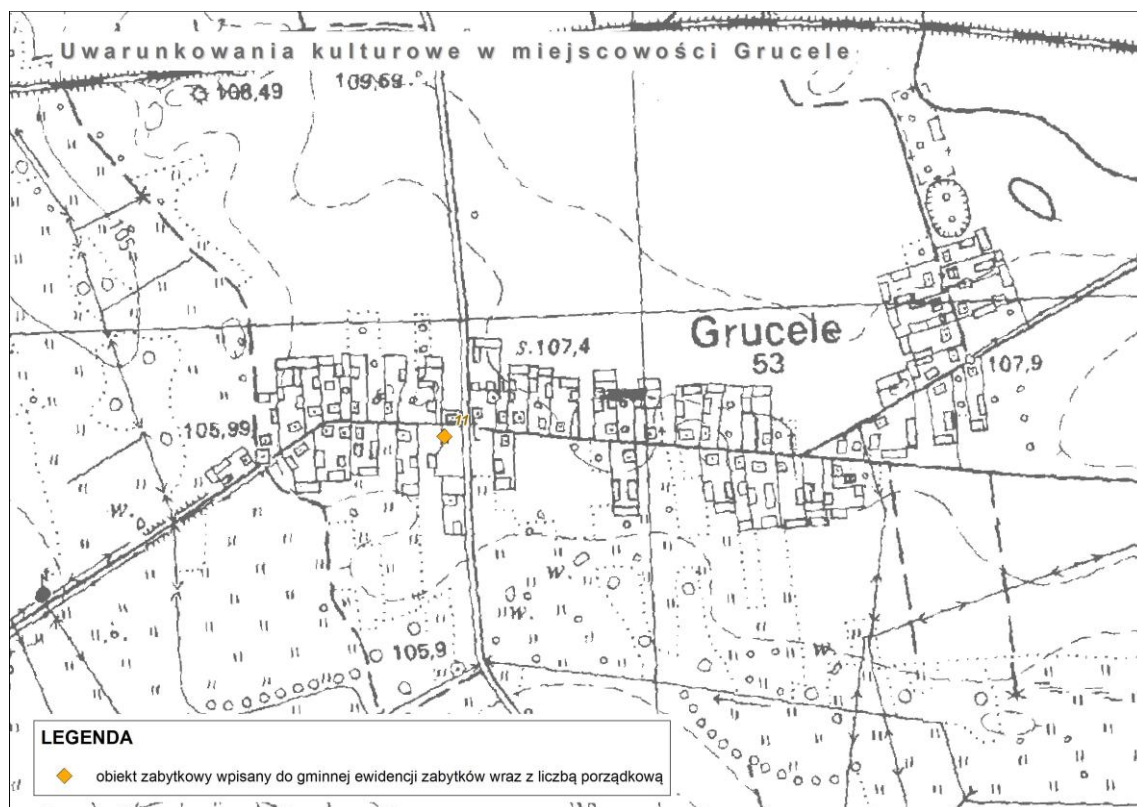 Uwarunkowania kulturowe w miejscowości Grucele
108,49
109,69
105
Grucele
53
s.107,4
107,9
11
105,99
w.
w.
w.
105,9
w.
LEGENDA
obiekt zabytkowy wpisany do gminnej ewidencji zabytków wraz z liczbą porządkową